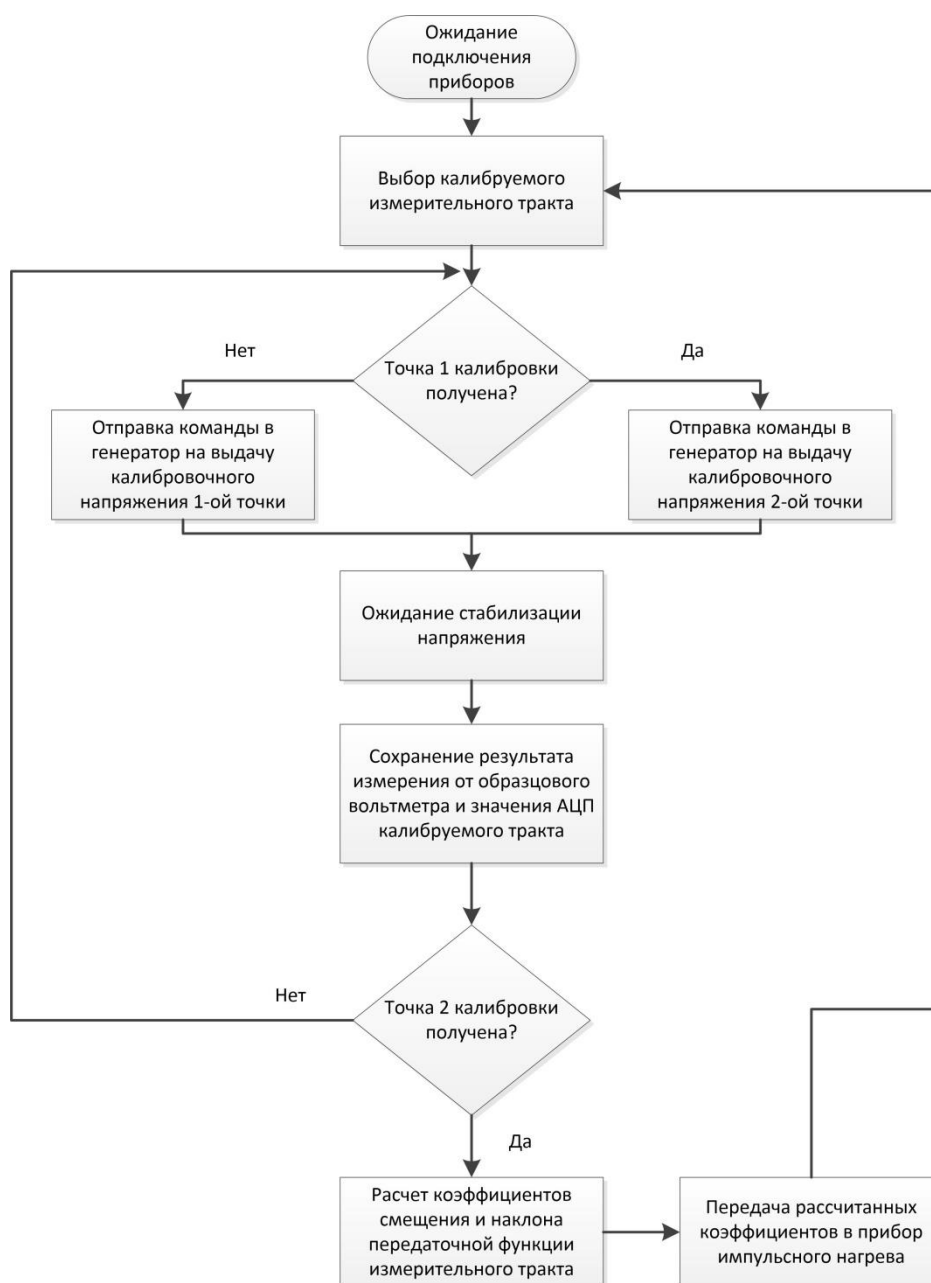 Ожидание
подключения
приборов
Выбор калибруемого
измерительного тракта
Нет
Да
Точка 1 калибровки
получена?
Отправка команды в
генератор на выдачу
калибровочного
напряжения 1-ой точки
Отправка команды в
генератор на выдачу
калибровочного
напряжения 2-ой точки
Ожидание стабилизации
напряжения
Сохранение результата
измерения от образцового
вольтметра и значения АЦП
калибруемого тракта
Нет
Точка 2 калибровки
получена?
Да
Расчет коэффициентов
смещения и наклона
передаточной функции
измерительного тракта
Передача рассчитанных
коэффициентов в прибор
импульсного нагрева